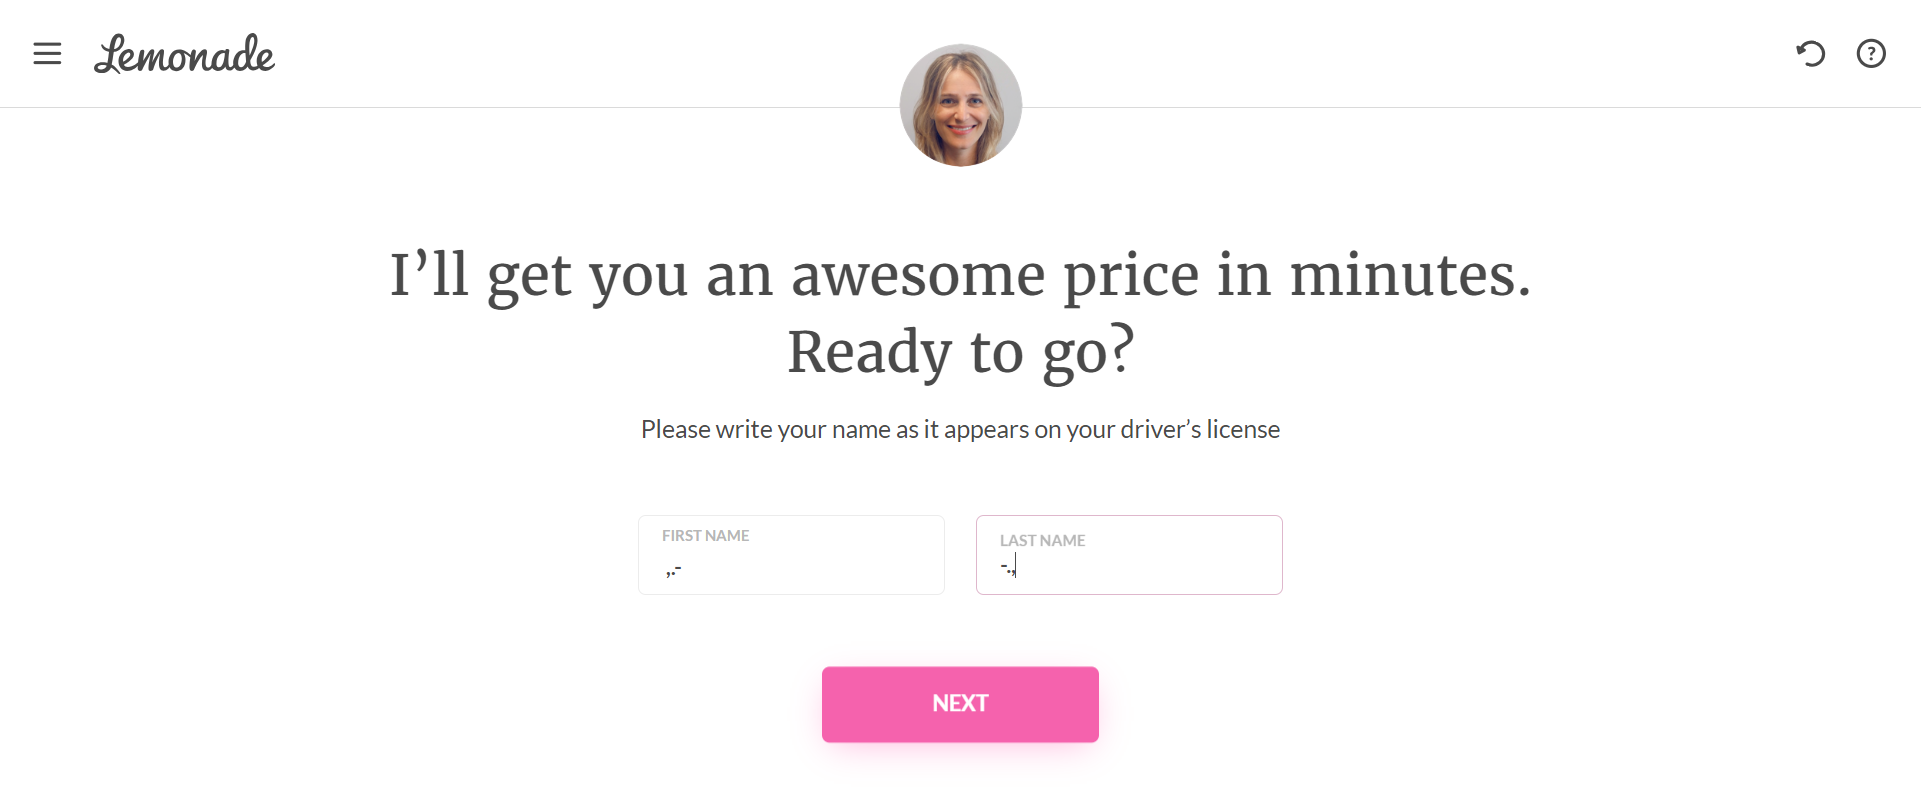 Lemonade
I’ll get you an awesome price in minutes.
Ready to go?
Please write your name as it appears on your driver’s license
FIRST NAME
,.-
LAST NAME
-.,
NEXT
?